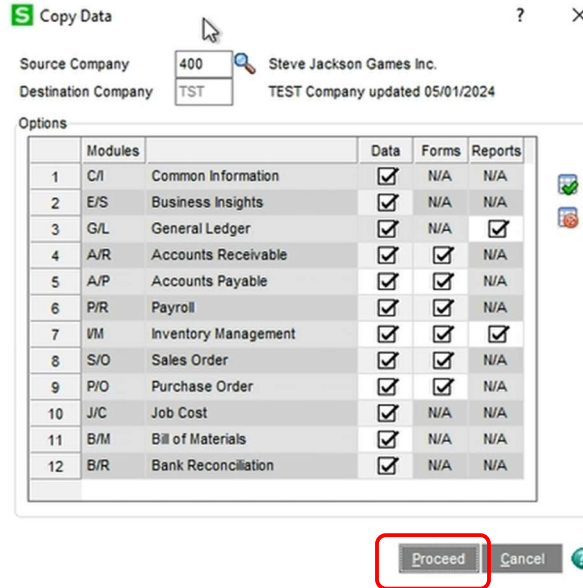 S Copy Data ? X
Source Company 400 Steve Jackson Games Inc.
Destination Company TST TEST Company updated 05/01/2024
Options
Modules Data Forms Reports
1 C/I Common Information N/A N/A
2 E/S Business Insights N/A N/A
3 G/L General Ledger N/A
4 A/R Accounts Receivable N/A
5 A/P Accounts Payable N/A
6 P/R Payroll N/A
7 I/M Inventory Management
8 S/O Sales Order N/A
9 P/O Purchase Order N/A
10 J/C Job Cost N/A N/A
11 B/M Bill of Materials N/A N/A
12 B/R Bank Reconciliation N/A N/A
Proceed Cancel ?